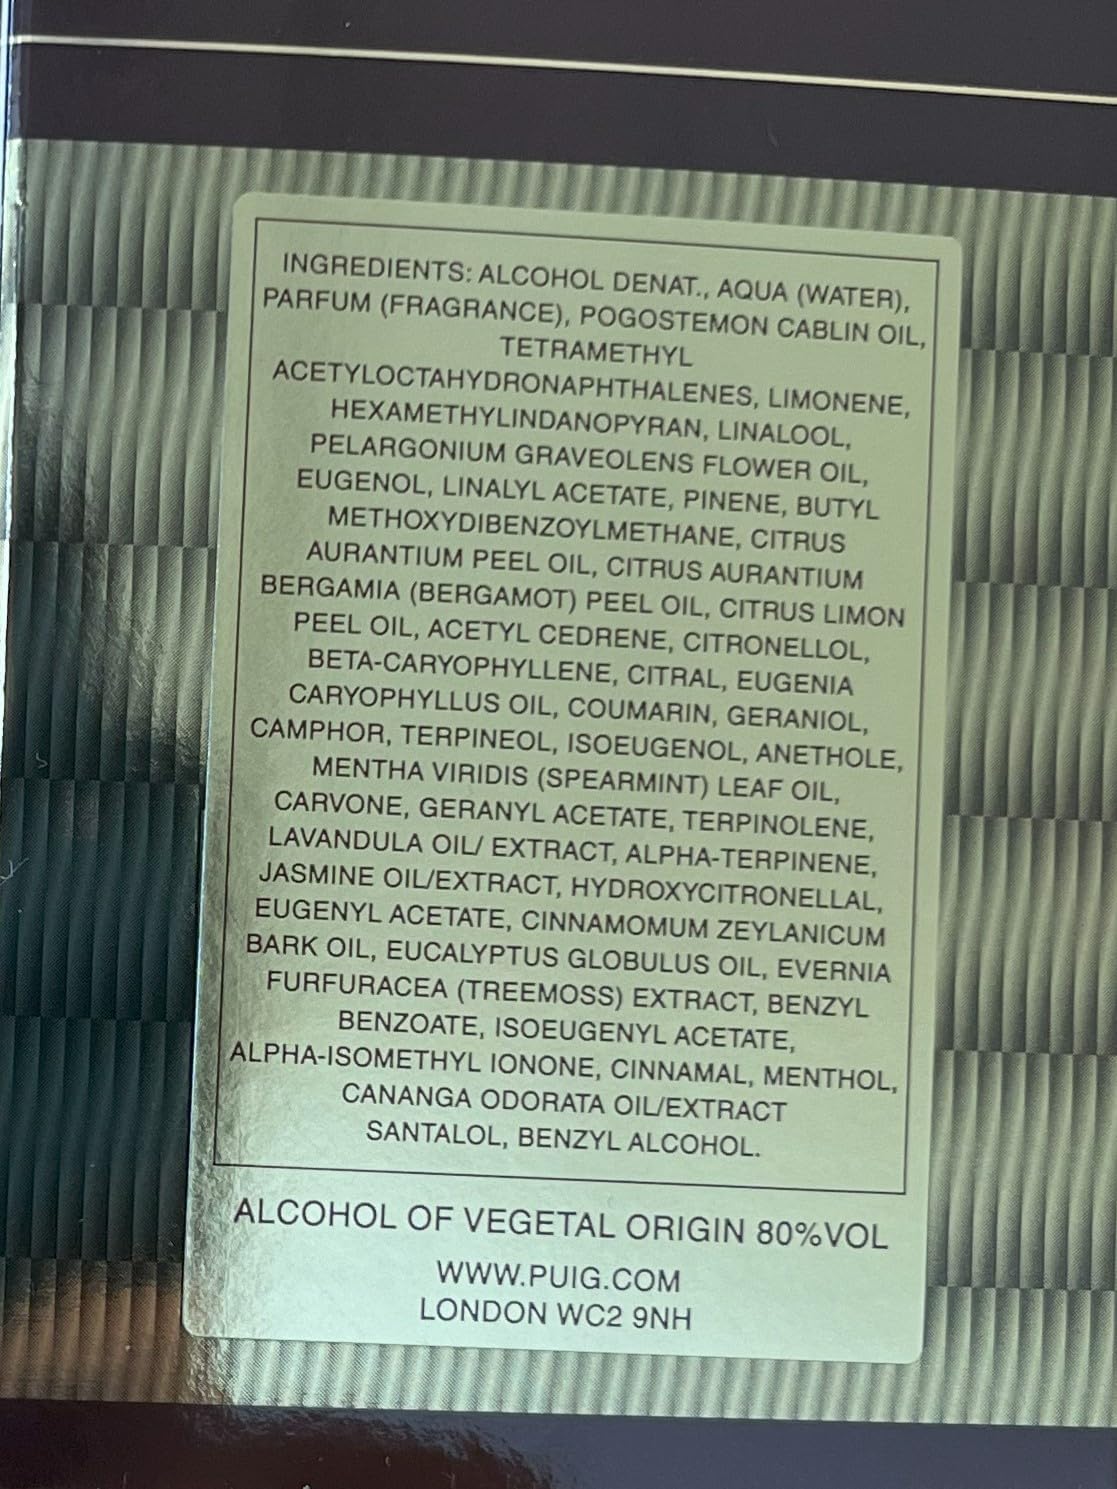 INGREDIENTS: ALCOHOL DENAT., AQUA (WATER),
PARFUM (FRAGRANCE), POGOSTEMON CABLIN OIL,
TETRAMETHYL
ACETYLOCTAHYDRONAPHTHALENES, LIMONENE,
HEXAMETHYLINDANOPYRAN, LINALOOL,
PELARGONIUM GRAVEOLENS FLOWER OIL,
EUGENOL, LINALYL ACETATE, PINENE, BUTYL
METHOXYDIBENZOYLMETHANE, CITRUS
AURANTIUM PEEL OIL, CITRUS AURANTIUM
BERGAMIA (BERGAMOT) PEEL OIL, CITRUS LIMON
PEEL OIL, ACETYL CEDRENE, CITRONELLOL,
BETA-CARYOPHYLLENE, CITRAL, EUGENIA
CARYOPHYLLUS OIL, COUMARIN, GERANIOL,
CAMPHOR, TERPINEOL, ISOEUGENOL, ANETHOLE,
MENTHA VIRIDIS (SPEARMINT) LEAF OIL,
CARVONE, GERANYL ACETATE, TERPINOLENE,
LAVANDULA OIL/ EXTRACT, ALPHA-TERPINENE,
JASMINE OIL/EXTRACT, HYDROXYCITRONELLAL,
EUGENYL ACETATE, CINNAMOMUM ZEYLANICUM
BARK OIL, EUCALYPTUS GLOBULUS OIL, EVERNIA
FURFURACEA (TREEMOSS) EXTRACT, BENZYL
BENZOATE, ISOEUGENYL ACETATE,
ALPHA-ISOMETHYL IONONE, CINNAMAL, MENTHOL,
CANANGA ODORATA OIL/EXTRACT
SANTALOL, BENZYL ALCOHOL.
ALCOHOL OF VEGETAL ORIGIN 80%VOL
WWW.PUIG.COM
LONDON WC2 9NH